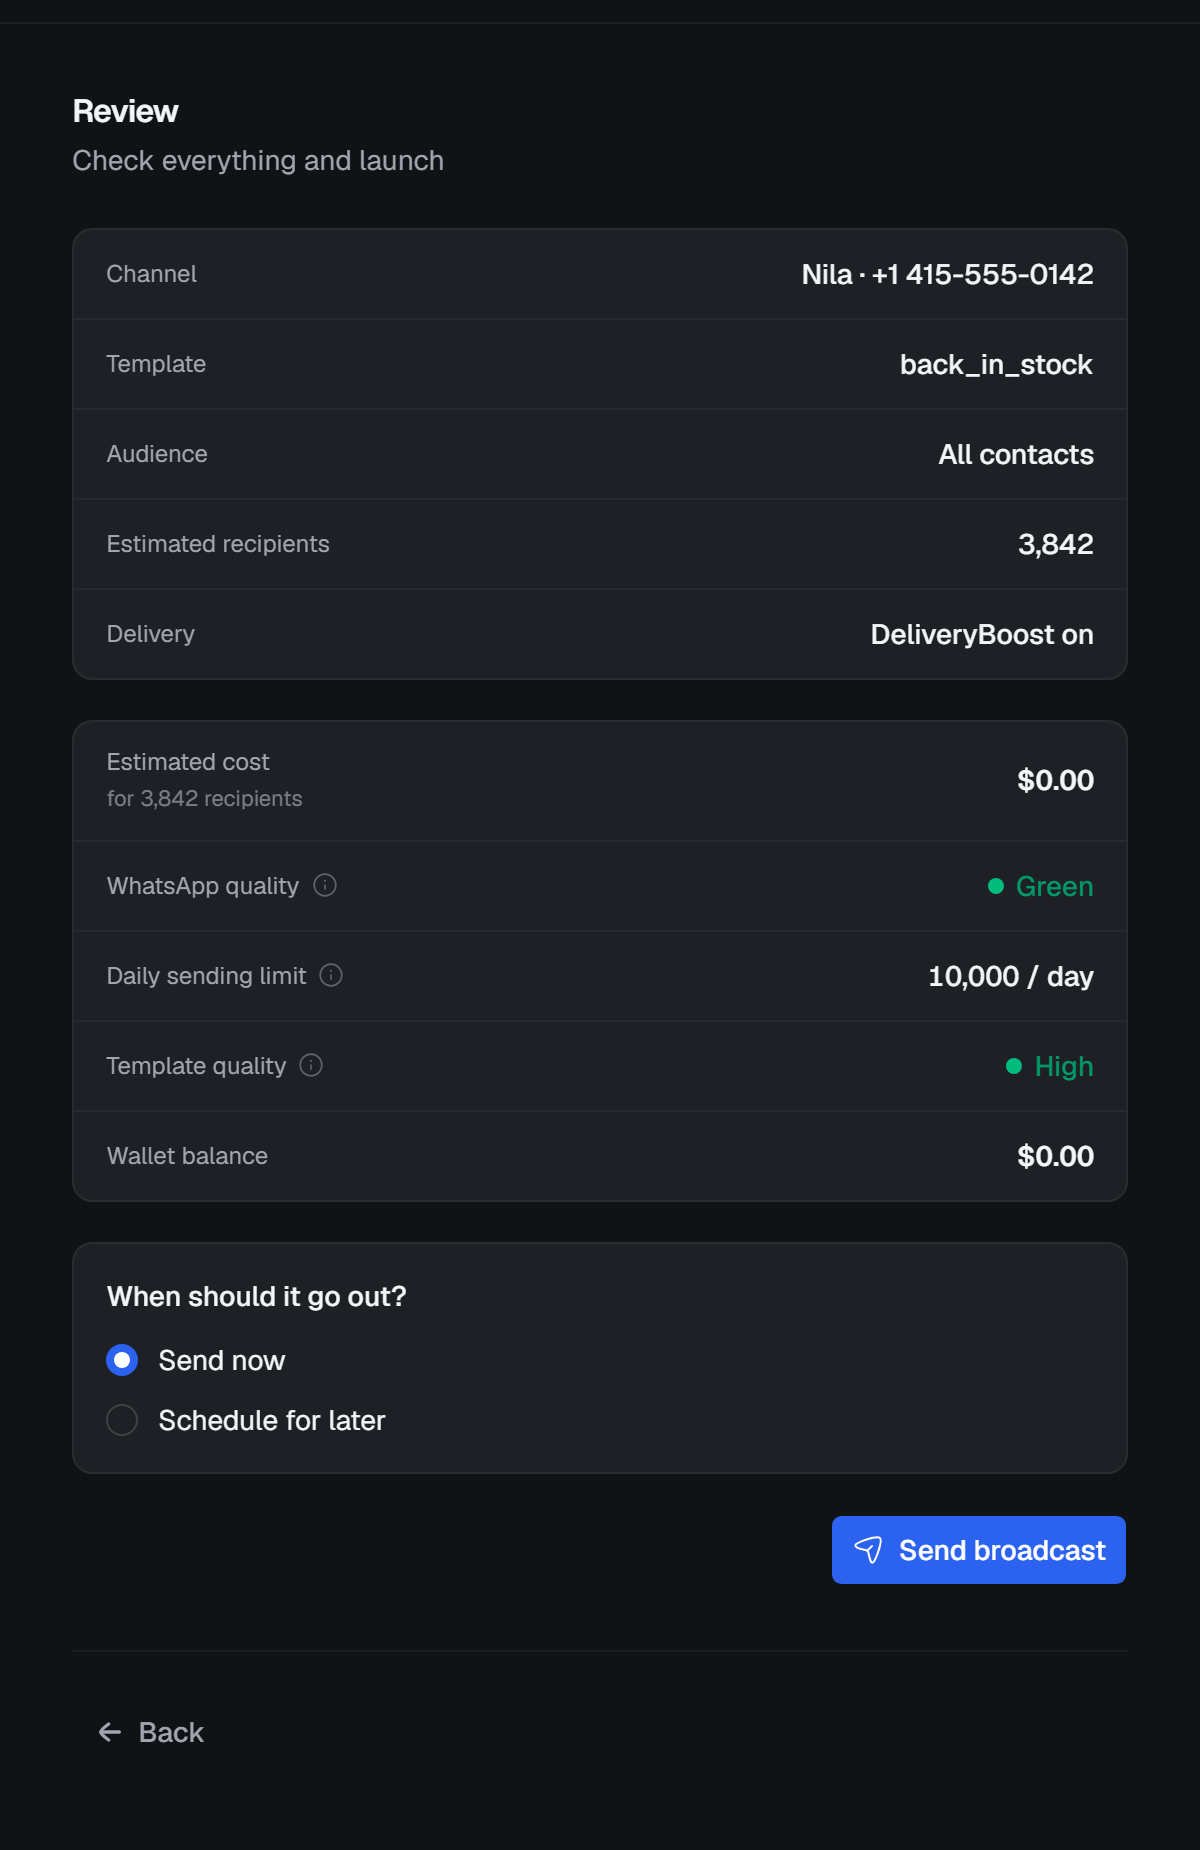 Review
Check everything and launch
Channel
Nila · +1 415-555-0142
Template
back_in_stock
Audience
All contacts
Estimated recipients
3,842
Delivery
DeliveryBoost on
Estimated cost
for 3,842 recipients
$0.00
WhatsApp quality
Green
Daily sending limit
10,000 / day
Template quality
High
Wallet balance
$0.00
When should it go out?
Send now
Schedule for later
Send broadcast
Back